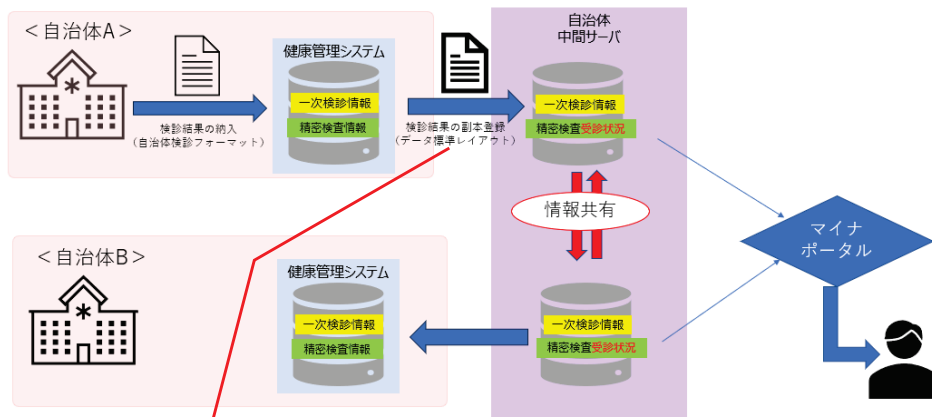 ＜自治体A＞
検診結果の納入
（自治体検診フォーマット）
健康管理システム
一次検診情報
精密検査情報
検診結果の副本登録
（データ標準レイアウト）
自治体
中間サーバ
一次検診情報
精密検査受診状況
情報共有
＜自治体B＞
健康管理システム
一次検診情報
精密検査情報
一次検診情報
精密検査受診状況
マイナ
ポータル